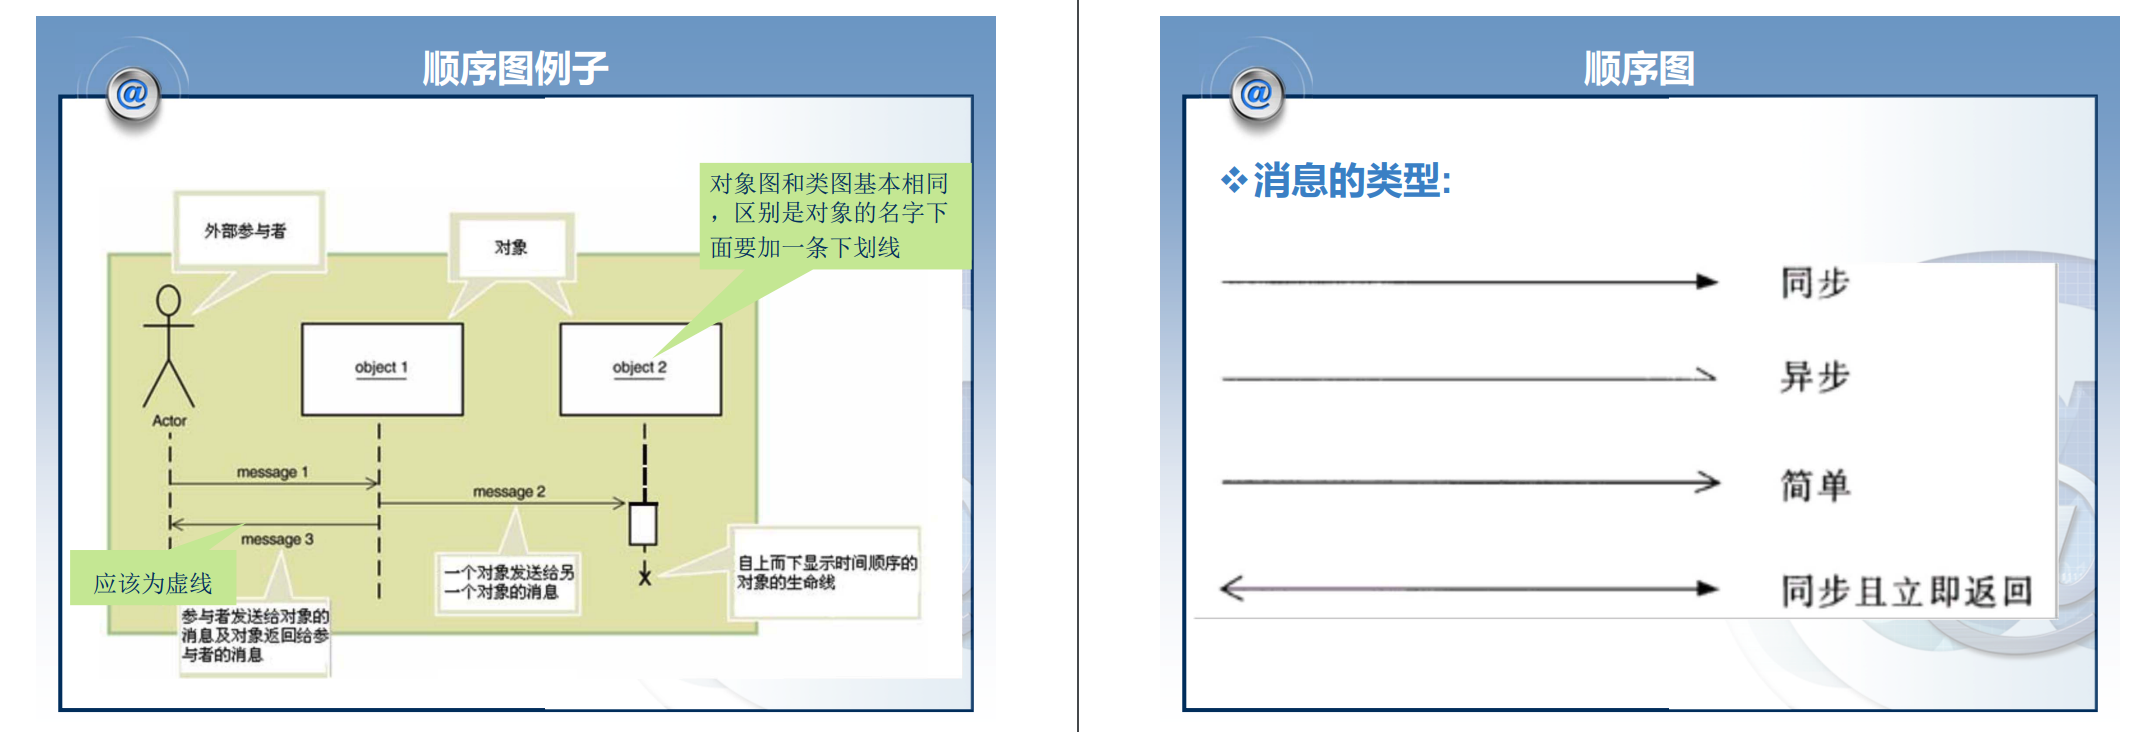 顺序图例子
@
对象图和类图基本相同
，区别是对象的名字下
面要加一条下划线
外部参与者
对象
object 1
object 2
Actor
message 1
message 2
message 3
应该为虚线
一个对象发送给另
一个对象的消息
自上而下显示时间顺序的
对象的生命线
参与者发送给对象的
消息及对象返回给参
与者的消息
顺序图
@
消息的类型:
同步
异步
简单
同步且立即返回